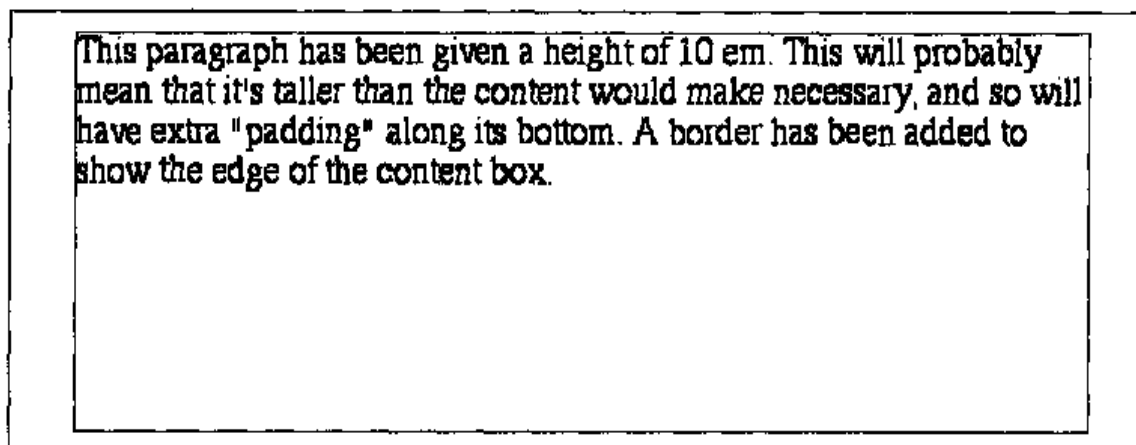 This paragraph has been given a height of 10 em. This will probably
mean that it's taller than the content would make necessary, and so will
have extra "padding" along its bottom. A border has been added to
show the edge of the content box.